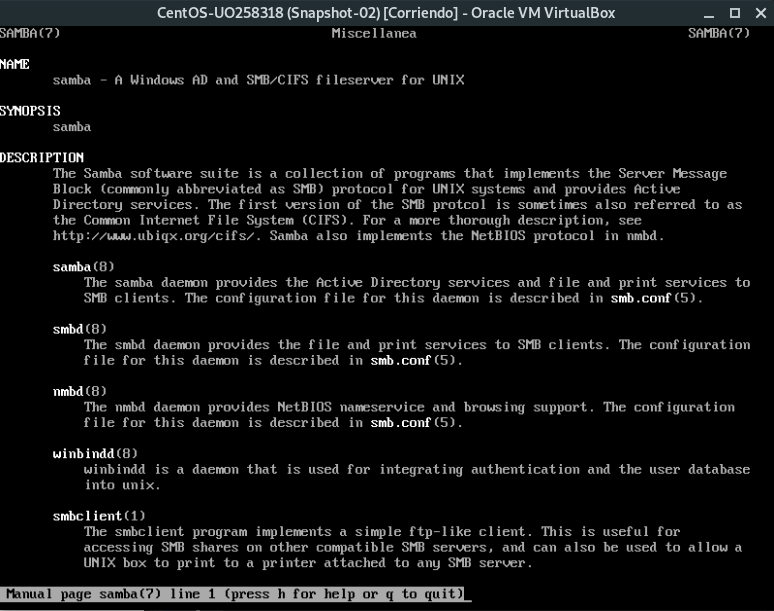 CentOS-UO258318 (Snapshot-02) [Corriendo] - Oracle VM VirtualBox
SAMBA(7) Miscellanea SAMBA(7)
NAME
samba - A Windows AD and SMB/CIFS fileserver for UNIX
SYNOPSIS
samba
DESCRIPTION
The Samba software suite is a collection of programs that implements the Server Message
Block (commonly abbreviated as SMB) protocol for UNIX systems and provides Active
Directory services. The first version of the SMB protcol is sometimes also referred to as
the Common Internet File System (CIFS). For a more thorough description, see
http://www.ubiqx.org/cifs/. Samba also implements the NetBIOS protocol in nmbd.
samba(8)
The samba daemon provides the Active Directory services and file and print services to
SMB clients. The configuration file for this daemon is described in smb.conf(5).
smbd(8)
The smbd daemon provides the file and print services to SMB clients. The configuration
file for this daemon is described in smb.conf(5).
nmbd(8)
The nmbd daemon provides NetBIOS nameservice and browsing support. The configuration
file for this daemon is described in smb.conf(5).
winbindd(8)
winbindd is a daemon that is used for integrating authentication and the user database
into unix.
smbclient(1)
The smbclient program implements a simple ftp-like client. This is useful for
accessing SMB shares on other compatible SMB servers, and can also be used to allow a
UNIX box to print to a printer attached to any SMB server.
Manual page samba(7) line 1 (press h for help or q to quit)